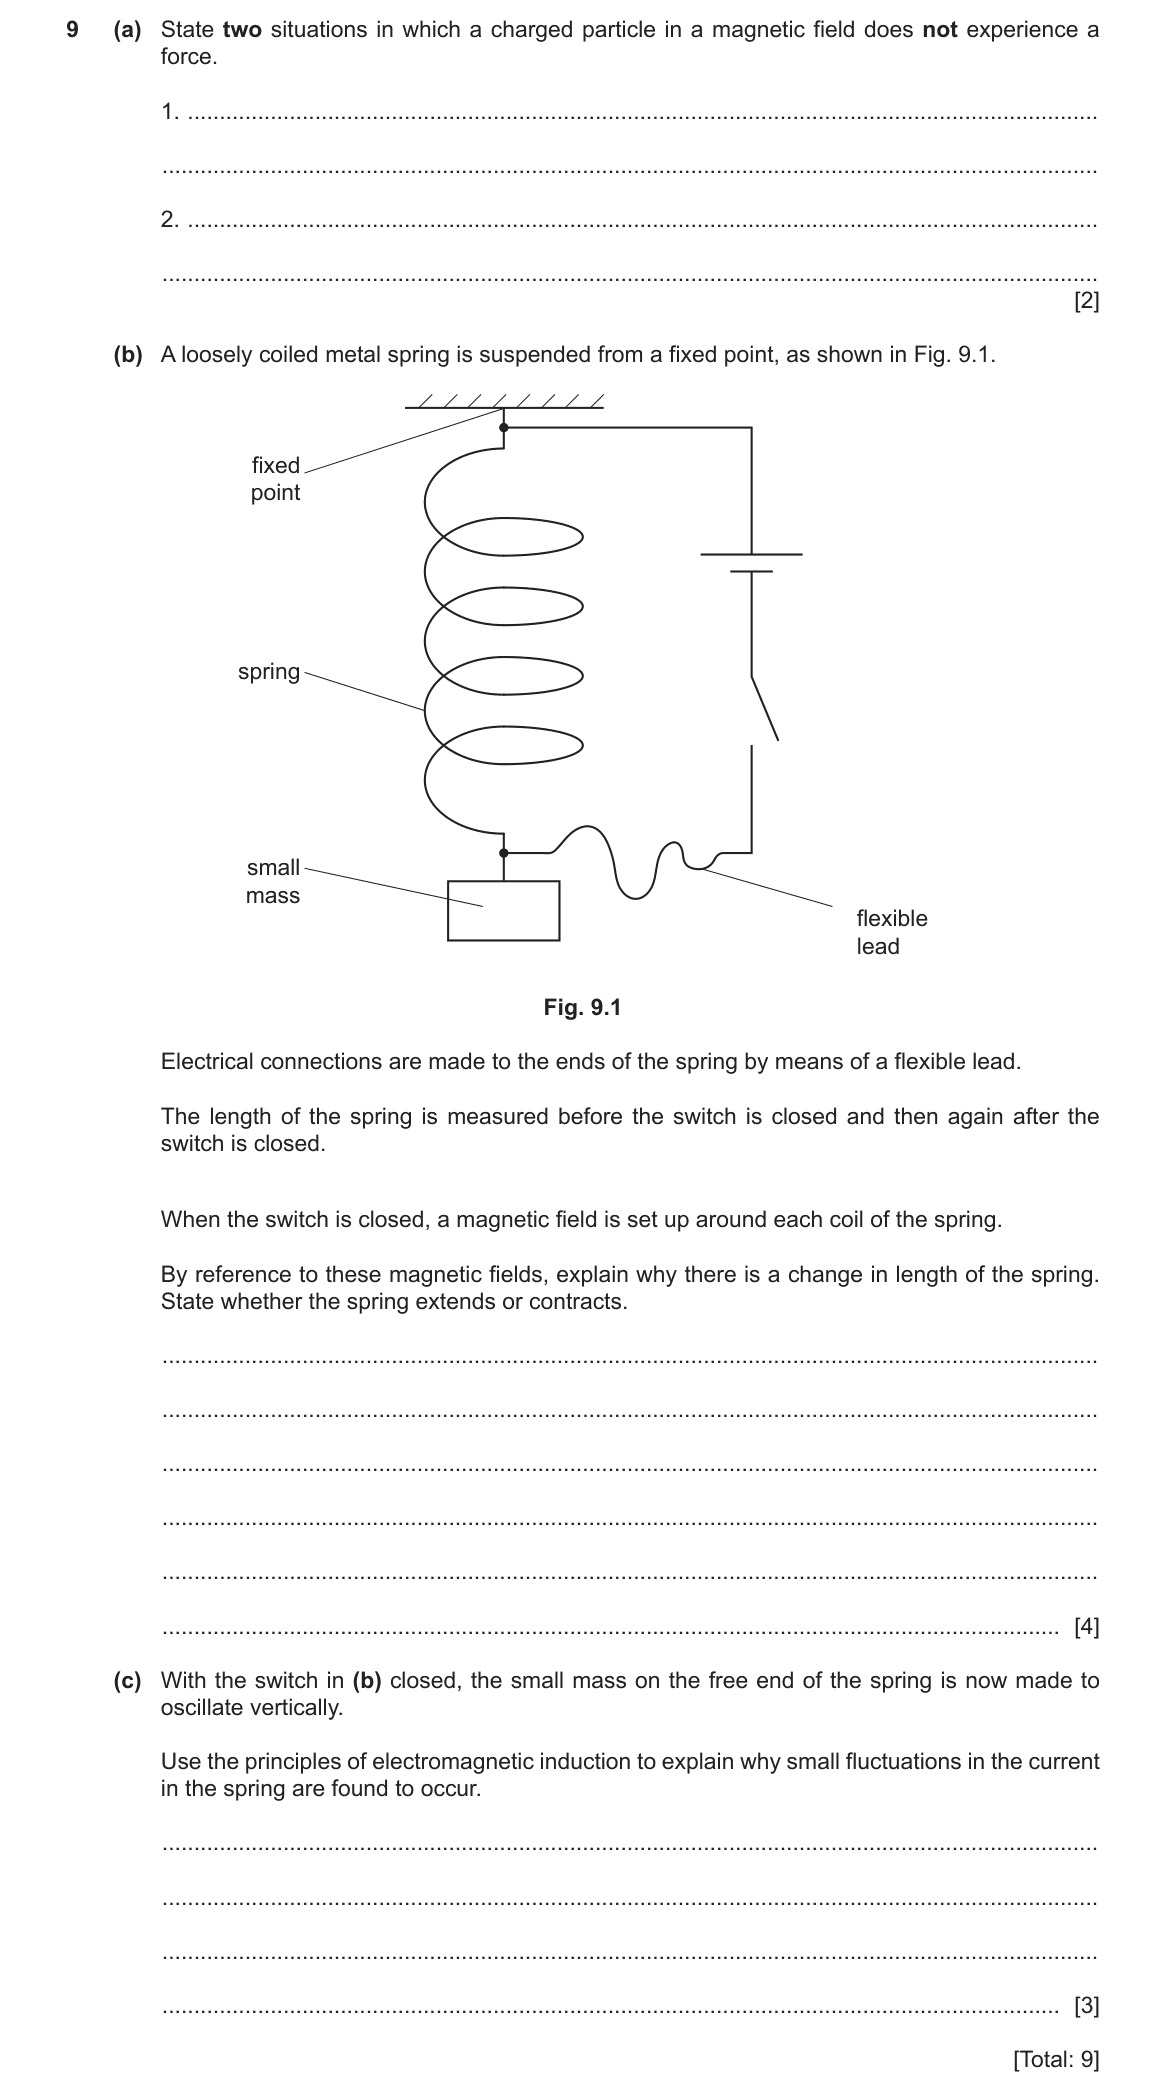 9 (a) State two situations in which a charged particle in a magnetic field does not experience a
force.
1. ..........
..........
2. ..........
..........
[2]
(b) A loosely coiled metal spring is suspended from a fixed point, as shown in Fig. 9.1.
fixed
point
spring
small
mass
flexible
lead
Fig. 9.1
Electrical connections are made to the ends of the spring by means of a flexible lead.
The length of the spring is measured before the switch is closed and then again after the
switch is closed.
When the switch is closed, a magnetic field is set up around each coil of the spring.
By reference to these magnetic fields, explain why there is a change in length of the spring.
State whether the spring extends or contracts.
..........
..........
..........
..........
..........
.......... [4]
(c) With the switch in (b) closed, the small mass on the free end of the spring is now made to
oscillate vertically.
Use the principles of electromagnetic induction to explain why small fluctuations in the current
in the spring are found to occur.
..........
..........
..........
.......... [3]
[Total: 9]